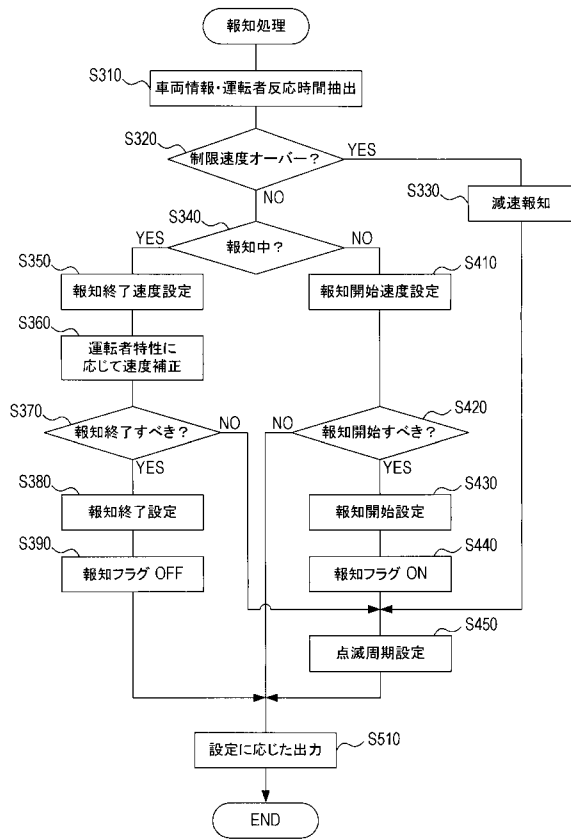 報知処理
S310
車両情報・運転者反応時間抽出
S320
制限速度オーバー?
YES
NO
S330
減速報知
S340
報知中?
YES
NO
S350
報知終了速度設定
S410
報知開始速度設定
S360
運転者特性に
応じて速度補正
S370
報知終了すべき?
NO
YES
S420
報知開始すべき?
NO
YES
S380
報知終了設定
S430
報知開始設定
S390
報知フラグ OFF
S440
報知フラグ ON
S450
点滅周期設定
S510
設定に応じた出力
END